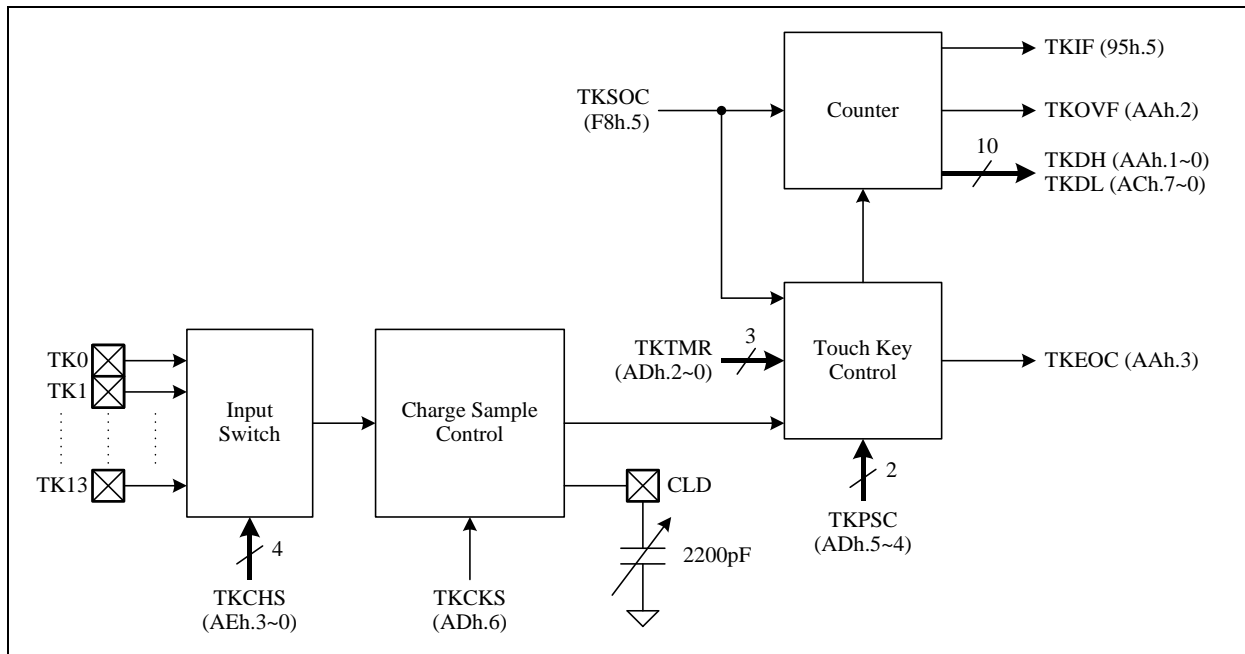 TKIF (95h.5)
TKSOC
(F8h.5)
Counter
TKOVF (AAh.2)
10
TKDH (AAh.1~0)
TKDL (ACh.7~0)
TK0
TK1
TK13
Input
Switch
Charge Sample
Control
TKTMR
(ADh.2~0)
3
Touch Key
Control
TKEOC (AAh.3)
CLD
4
2
TKPSC
(ADh.5~4)
2200pF
TKCHS
(AEh.3~0)
TKCKS
(ADh.6)